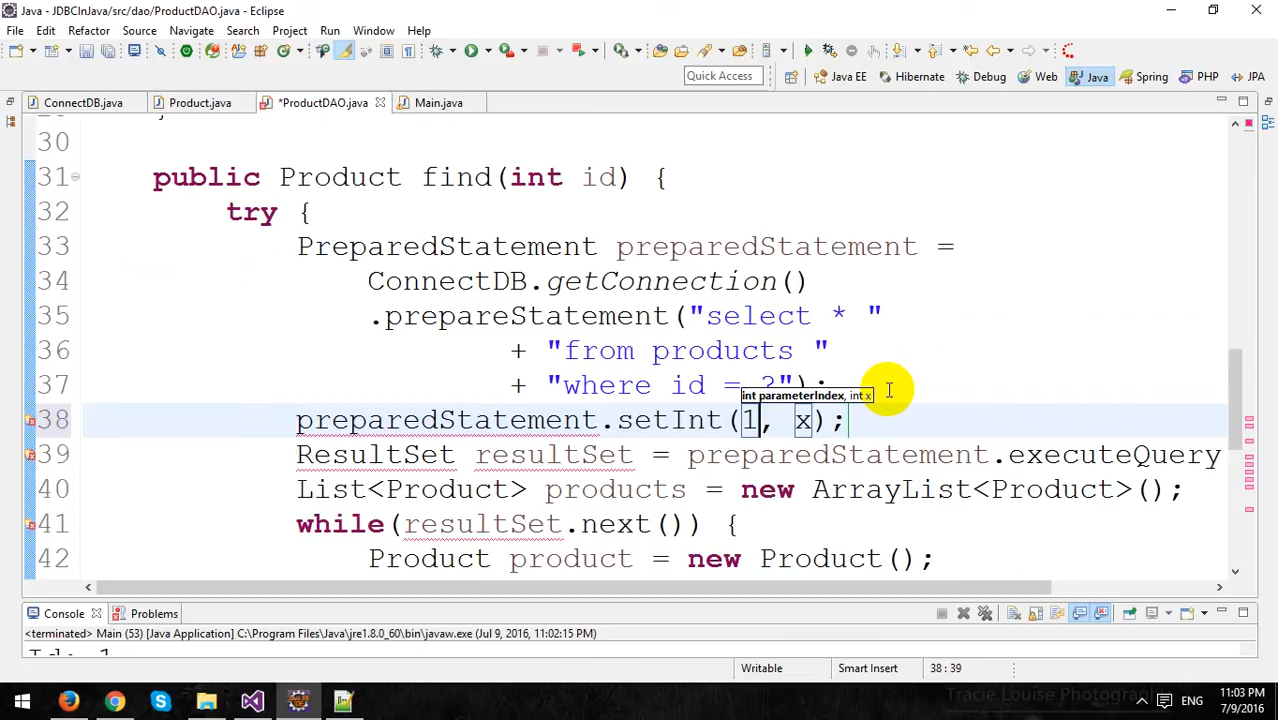 Java - JDBCInJava/src/dao/ProductDAO.java - Eclipse
File Edit Refactor Source Navigate Search Project Run Window Help
Quick Access Java EE Hibernate Debug Web Java Spring PHP JPA
ConnectDB.java Product.java *ProductDAO.java Main.java
30
31 public Product find(int id) {
32 try {
33 PreparedStatement preparedStatement =
34 ConnectDB.getConnection()
35 .prepareStatement("select * "
36 + "from products "
37 + "where id = ?");
int parameterIndex, int x
38 preparedStatement.setInt(1, x);
39 ResultSet resultSet = preparedStatement.executeQuery
40 List<Product> products = new ArrayList<Product>();
41 while(resultSet.next()) {
42 Product product = new Product();
Console Problems
<terminated> Main (53) [Java Application] C:\Program Files\Java\jre1.8.0_60\bin\javaw.exe (Jul 9, 2016, 11:02:15 PM)
Writable Smart Insert 38 : 39
Tracie Louise Photography
ENG 11:03 PM
7/9/2016